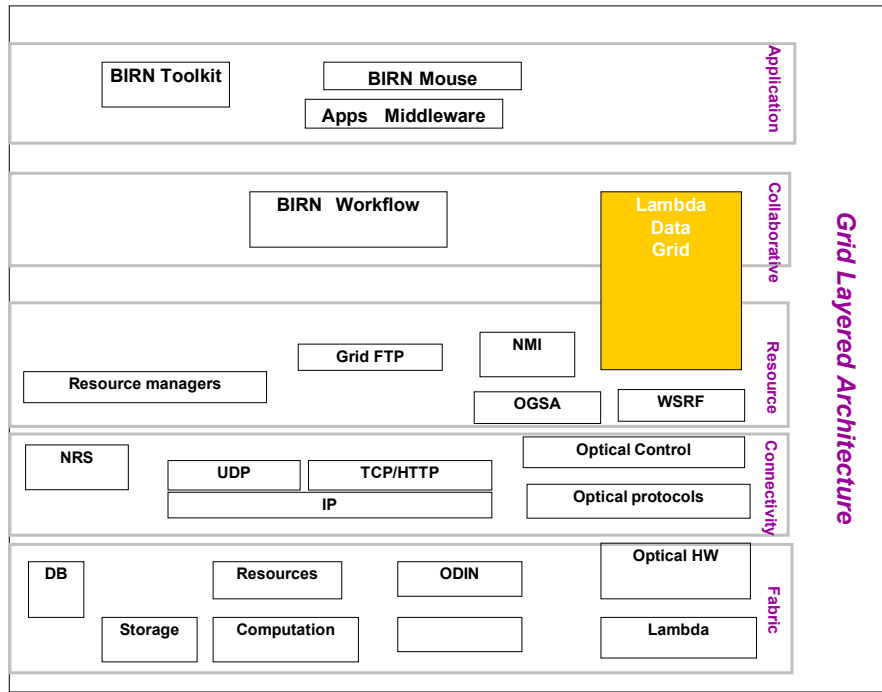 BIRN Toolkit
BIRN Mouse
Apps Middleware
Application
BIRN Workflow
Lambda
Data
Grid
Collaborative
Grid FTP
NMI
Resource managers
OGSA
WSRF
Resource
NRS
UDP
TCP/HTTP
IP
Optical Control
Optical protocols
Connectivity
DB
Resources
ODIN
Optical HW
Storage
Computation
Lambda
Fabric
Grid Layered Architecture